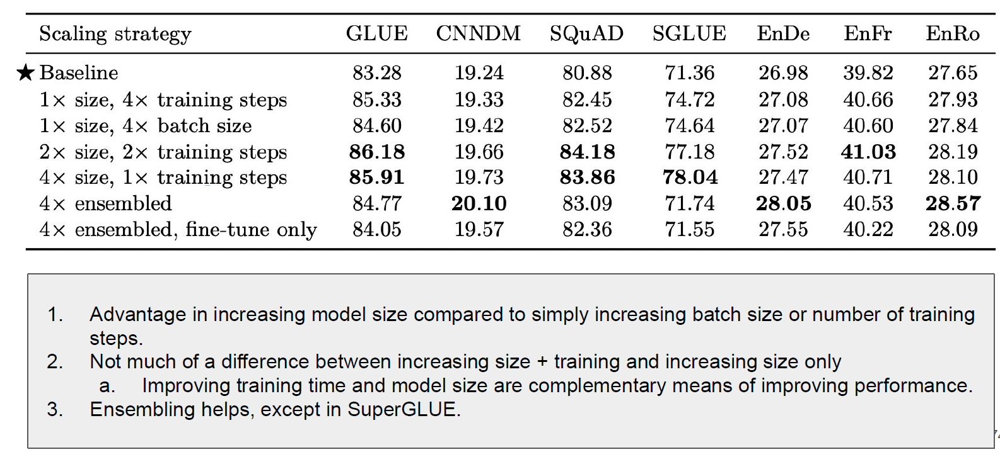 Scaling strategy GLUE CNNDM SQuAD SGLUE EnDe EnFr EnRo
★ Baseline 83.28 19.24 80.88 71.36 26.98 39.82 27.65
1× size, 4× training steps 85.33 19.33 82.45 74.72 27.08 40.66 27.93
1× size, 4× batch size 84.60 19.42 82.52 74.64 27.07 40.60 27.84
2× size, 2× training steps 86.18 19.66 84.18 77.18 27.52 41.03 28.19
4× size, 1× training steps 85.91 19.73 83.86 78.04 27.47 40.71 28.10
4× ensembled 84.77 20.10 83.09 71.74 28.05 40.53 28.57
4× ensembled, fine-tune only 84.05 19.57 82.36 71.55 27.55 40.22 28.09
1. Advantage in increasing model size compared to simply increasing batch size or number of training
steps.
2. Not much of a difference between increasing size + training and increasing size only
a. Improving training time and model size are complementary means of improving performance.
3. Ensembling helps, except in SuperGLUE.